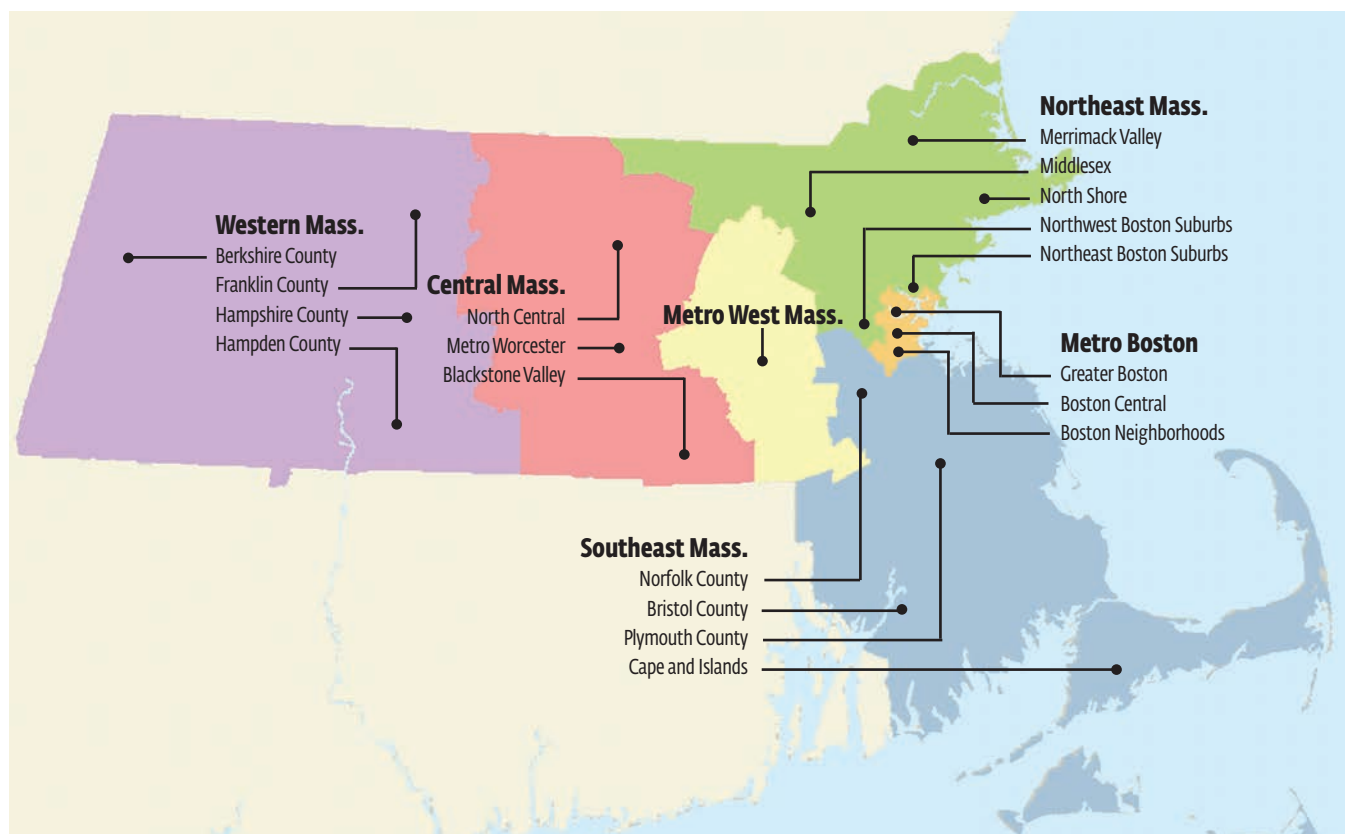 Northeast Mass.
Merrimack Valley
Middlesex
North Shore
Northwest Boston Suburbs
Northeast Boston Suburbs
Western Mass.
Berkshire County
Franklin County
Hampshire County
Hampden County
Central Mass.
North Central
Metro Worcester
Blackstone Valley
Metro West Mass.
Metro Boston
Greater Boston
Boston Central
Boston Neighborhoods
Southeast Mass.
Norfolk County
Bristol County
Plymouth County
Cape and Islands